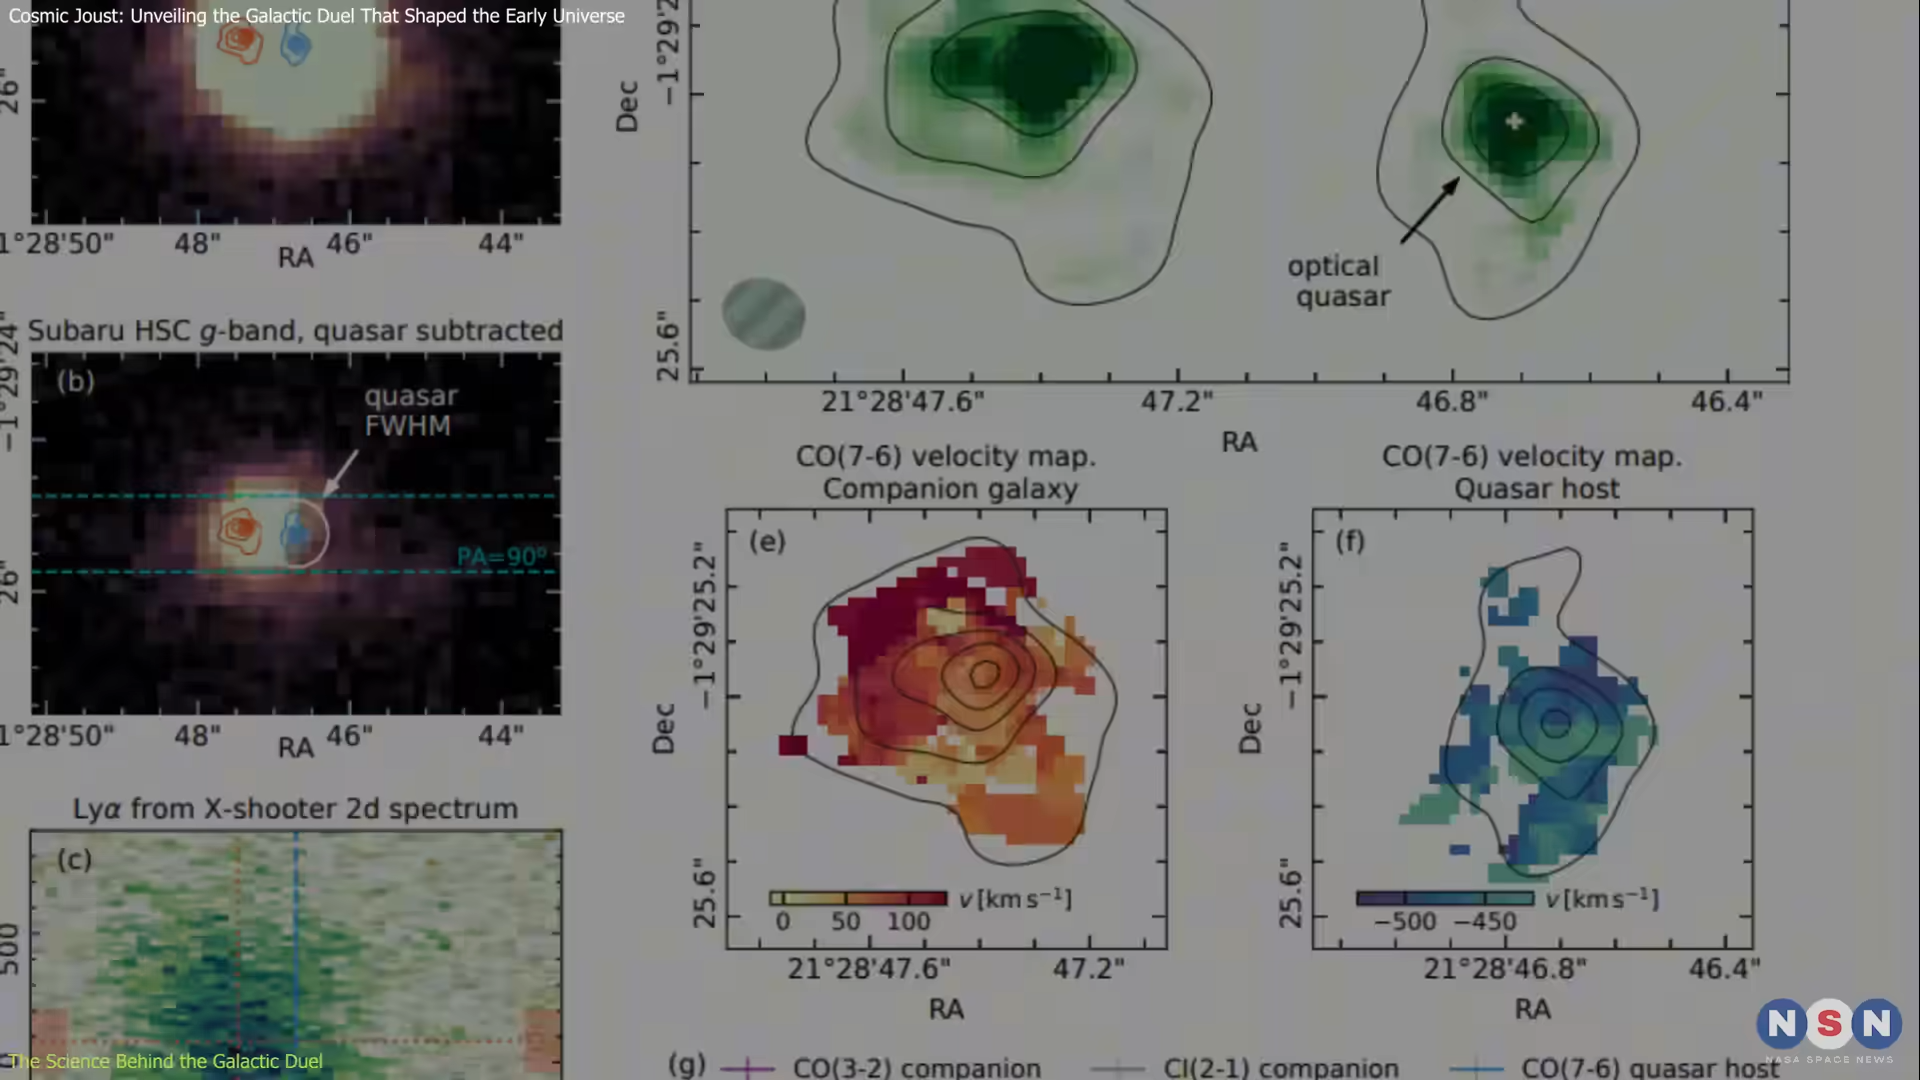 Cosmic Joust: Unveiling the Galactic Duel That Shaped the Early Universe
26"
1°28'50" 48" 46" 44"
RA
Dec
−1°29'2
25.6"
optical
quasar
21°28'47.6" 47.2" 46.8" 46.4"
RA
Subaru HSC g-band, quasar subtracted
(b)
quasar
FWHM
PA=90°
−1°29'24"
26"
1°28'50" 48" 46" 44"
RA
Lyα from X-shooter 2d spectrum
(c)
500
CO(7-6) velocity map.
Companion galaxy
(e)
−1°29'25.2"
Dec
25.6"
v [km s−1]
0 50 100
21°28'47.6" 47.2"
RA
CO(7-6) velocity map.
Quasar host
(f)
−1°29'25.2"
Dec
25.6"
v [km s−1]
−500 −450
21°28'46.8" 46.4"
RA
(g) CO(3-2) companion CI(2-1) companion CO(7-6) quasar host
The Science Behind the Galactic Duel
NSN
NASA SPACE NEWS